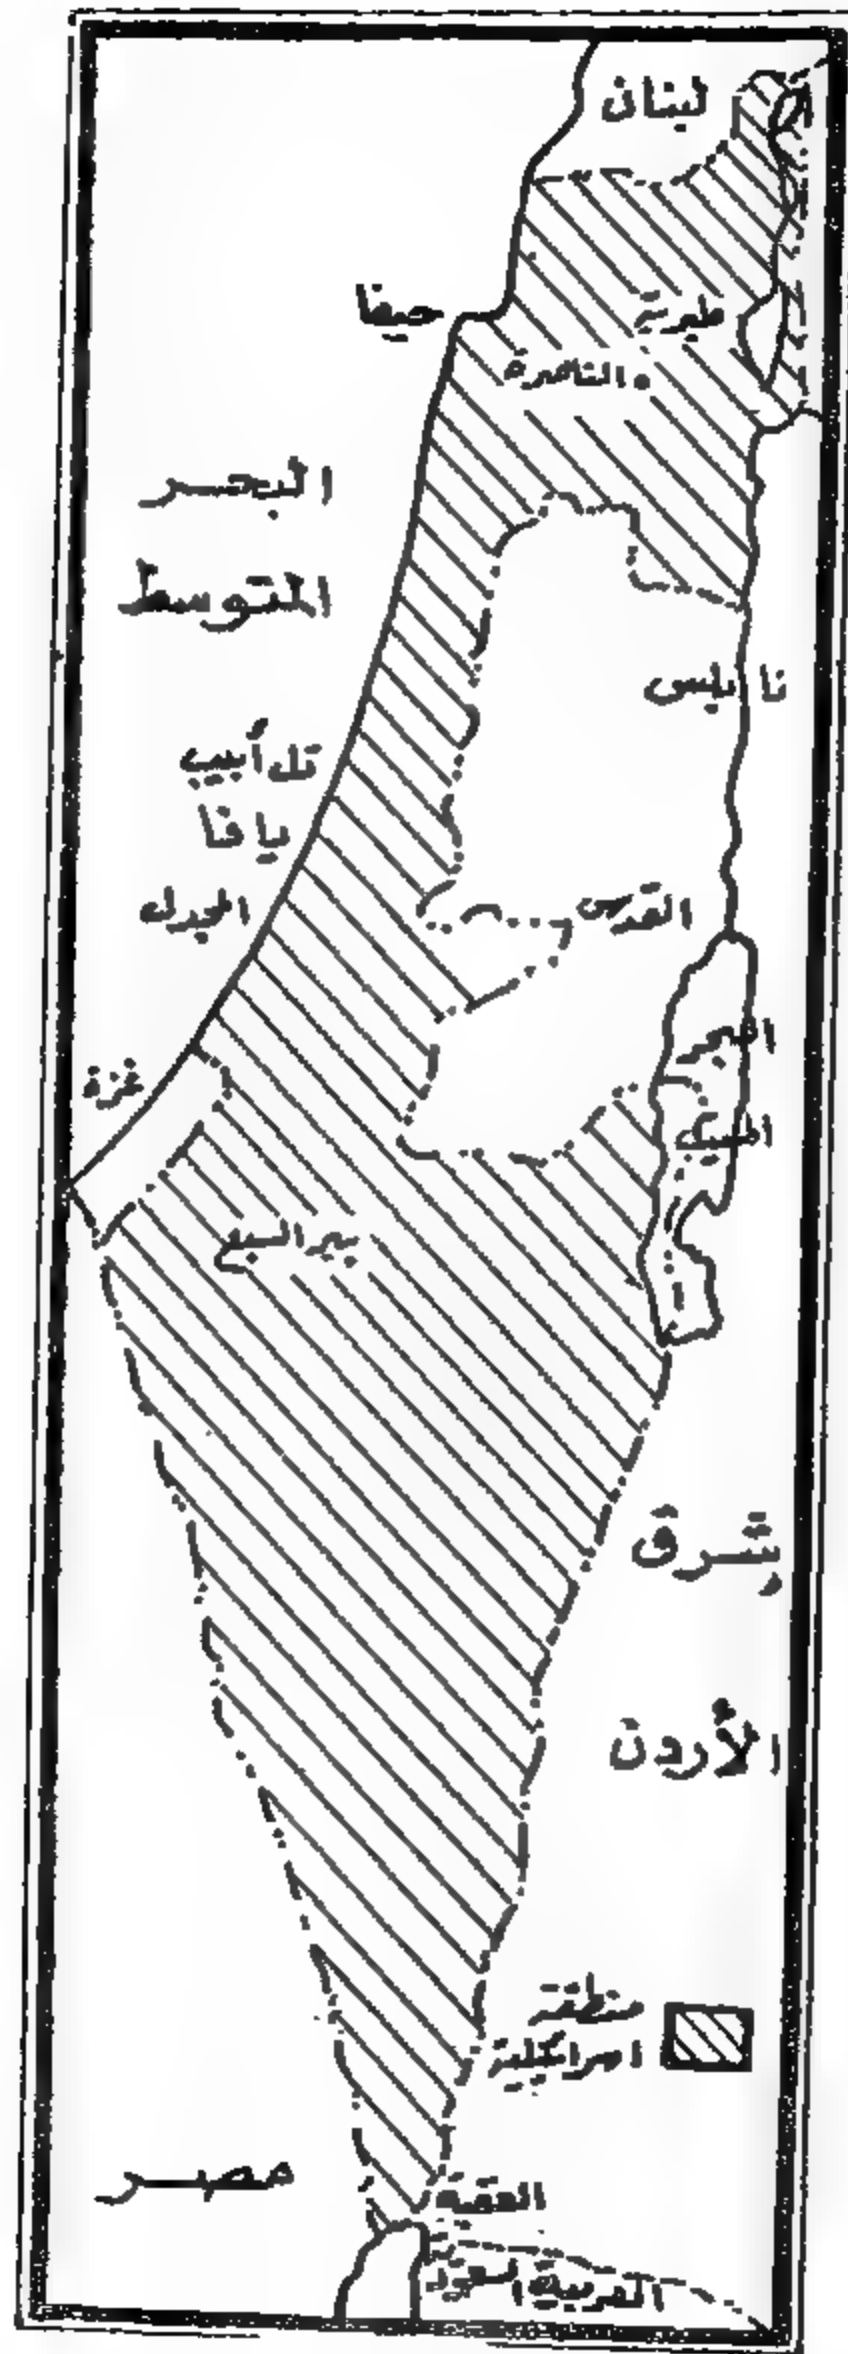 لبنان
حيفا
طبرية
الناصرة
البحر
المتوسط
نابلس
تل أبيب
يافا
المجدل
القدس
البحر
الميت
غزة
بير السبع
شرق
الأردن
منطقة
اسرائيلية
مصر
العقبة
العربية السعودية